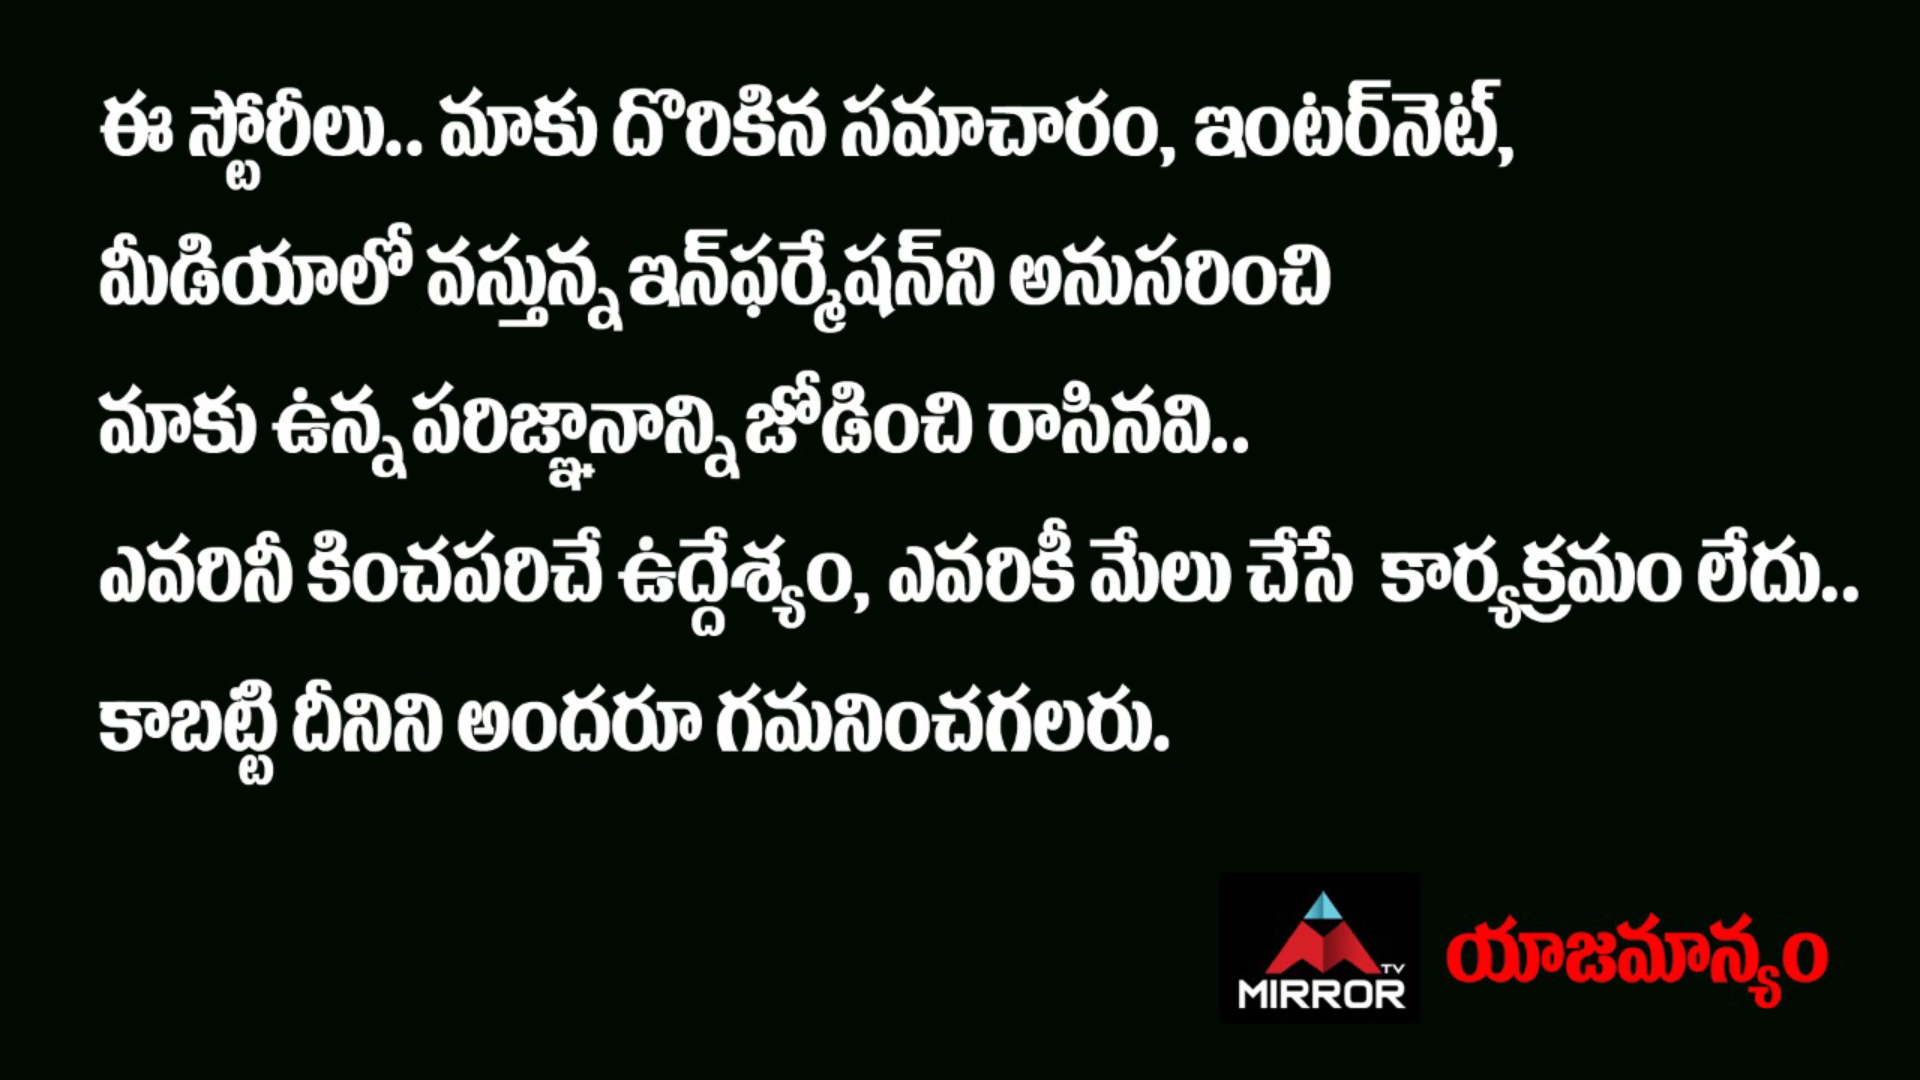 ఈ స్టోరీలు.. మాకు దొరికిన సమాచారం, ఇంటర్‌నెట్,
మీడియాలో వస్తున్న ఇన్‌ఫర్మేషన్‌ని అనుసరించి
మాకు ఉన్న పరిజ్ఞానాన్ని జోడించి రాసినవి..
ఎవరినీ కించపరిచే ఉద్దేశ్యం, ఎవరికీ మేలు చేసే కార్యక్రమం లేదు..
కాబట్టి దీనిని అందరూ గమనించగలరు.
TV
MIRROR
యాజమాన్యం